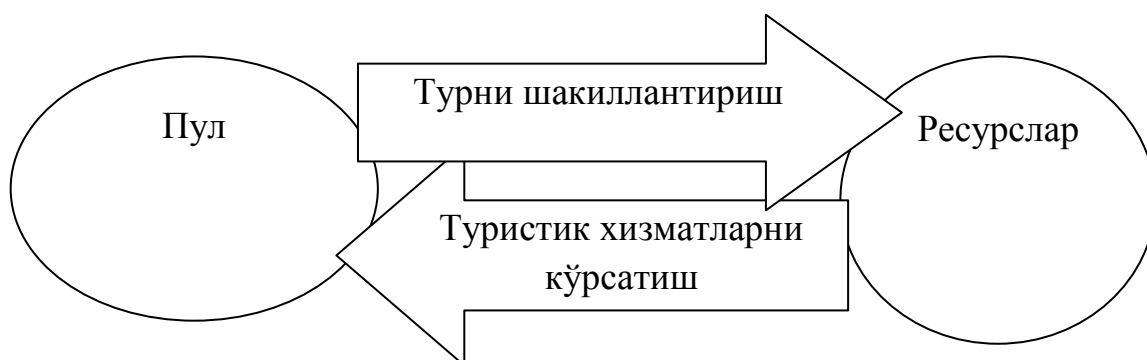 Турни шакиллантириш
Пул
Ресурслар
Туристик хизматларни
кўрсатиш